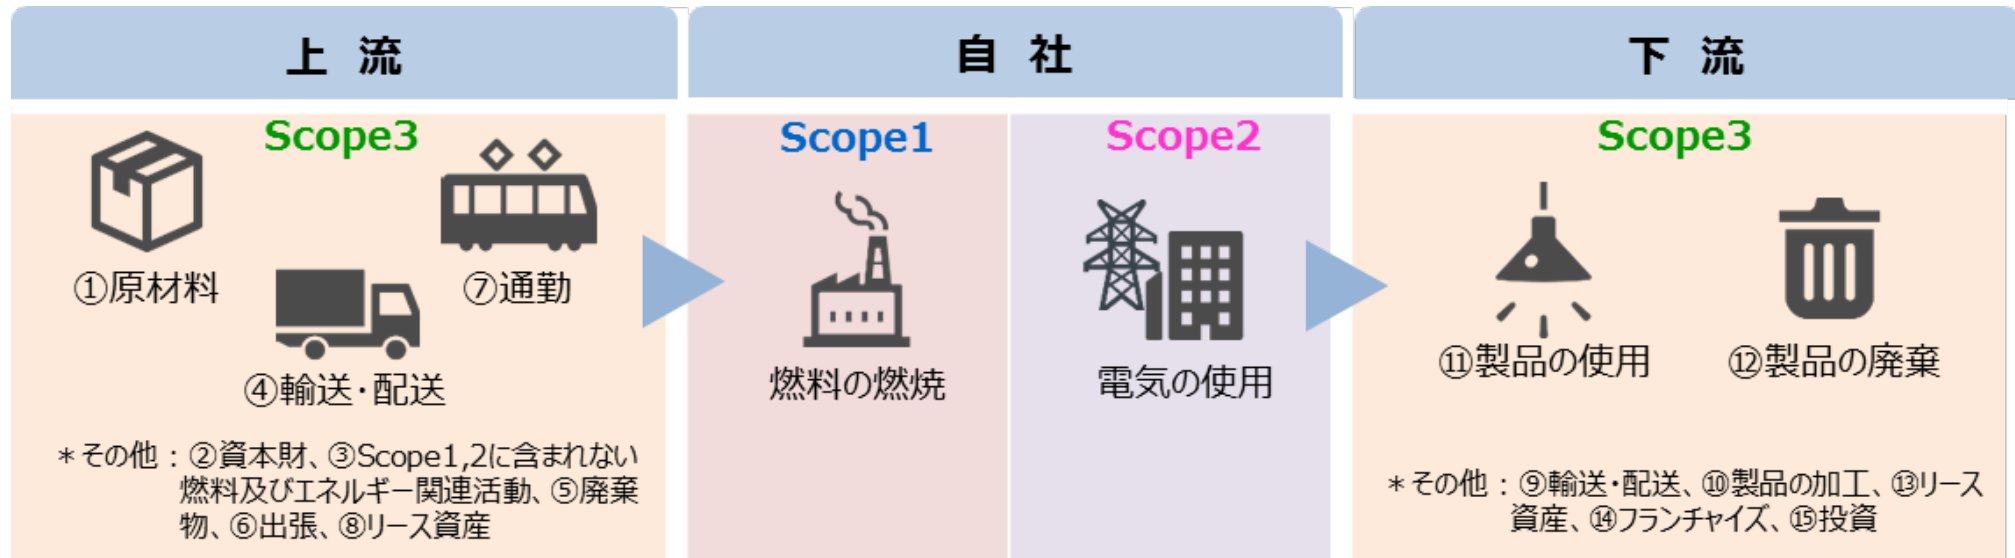 上 流
Scope3
①原材料
⑦通勤
④輸送・配送
＊その他：②資本財、③Scope1,2に含まれない
燃料及びエネルギー関連活動、⑤廃棄
物、⑥出張、⑧リース資産
自 社
Scope1
燃料の燃焼
Scope2
電気の使用
下 流
Scope3
⑪製品の使用
⑫製品の廃棄
＊その他：⑨輸送・配送、⑩製品の加工、⑬リース
資産、⑭フランチャイズ、⑮投資